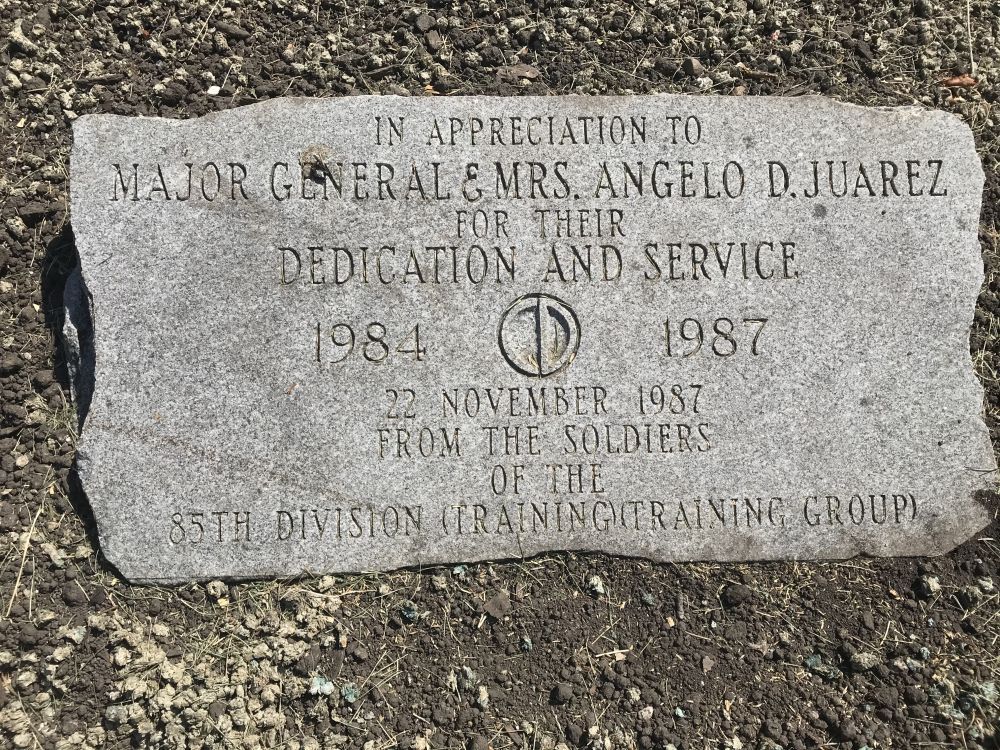 IN APPRECIATION TO
MAJOR GENERAL & MRS. ANGELO D. JUAREZ
FOR THEIR
DEDICATION AND SERVICE
1984 1987
22 NOVEMBER 1987
FROM THE SOLDIERS
OF THE
85TH DIVISION (TRAINING)(TRAINING GROUP)